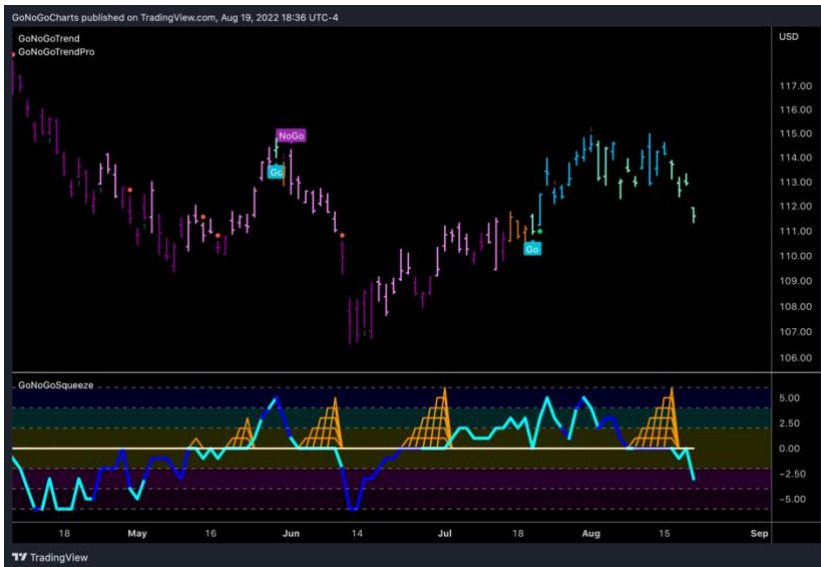 GoNoGoCharts published on TradingView.com, Aug 19, 2022 18:36 UTC-4
GoNoGoTrend
GoNoGoTrendPro
USD
117.00
116.00
115.00
NoGo
114.00
Go
113.00
112.00
111.00
Go
110.00
109.00
108.00
107.00
106.00
GoNoGoSqueeze
5.00
2.50
0.00
−2.50
−5.00
18 May 16 Jun 14 Jul 18 Aug 15 Sep
TradingView